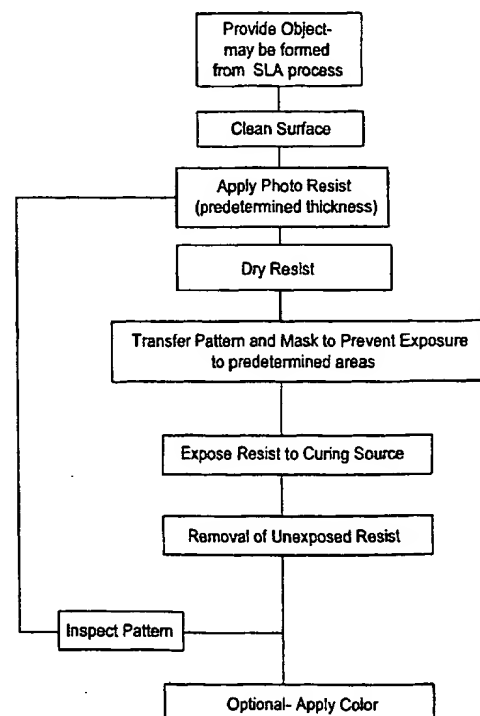 Provide Object-
may be formed
from SLA process
Clean Surface
Apply Photo Resist
(predetermined thickness)
Dry Resist
Transfer Pattern and Mask to Prevent Exposure
to predetermined areas
Expose Resist to Curing Source
Removal of Unexposed Resist
Inspect Pattern
Optional- Apply Color